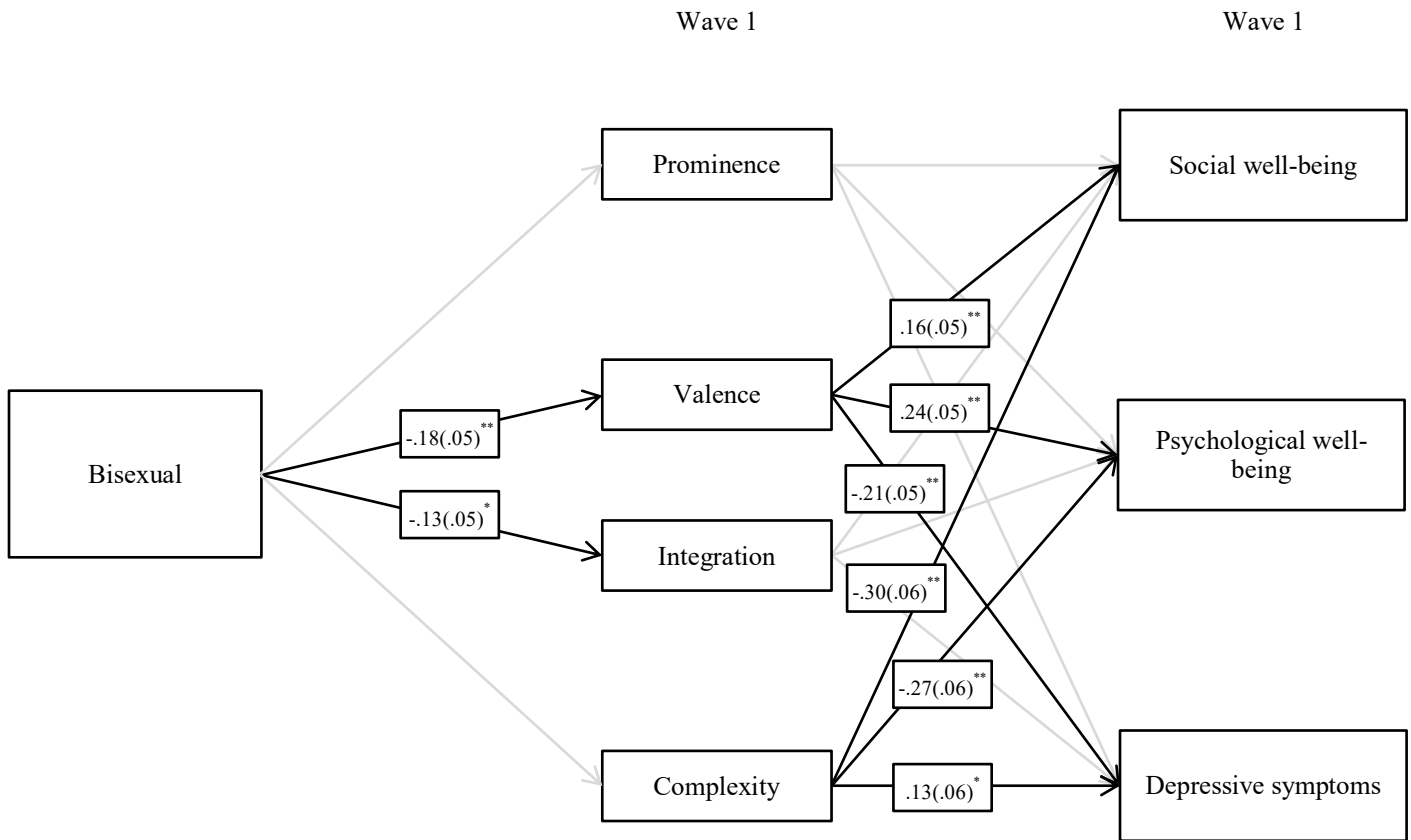 Wave 1
Wave 1
Prominence
Social well-being
.16(.05)**
Valence
.24(.05)**
-.18(.05)**
Bisexual
Psychological well-
being
-.21(.05)**
-.13(.05)*
Integration
-.30(.06)**
-.27(.06)**
Complexity
.13(.06)*
Depressive symptoms